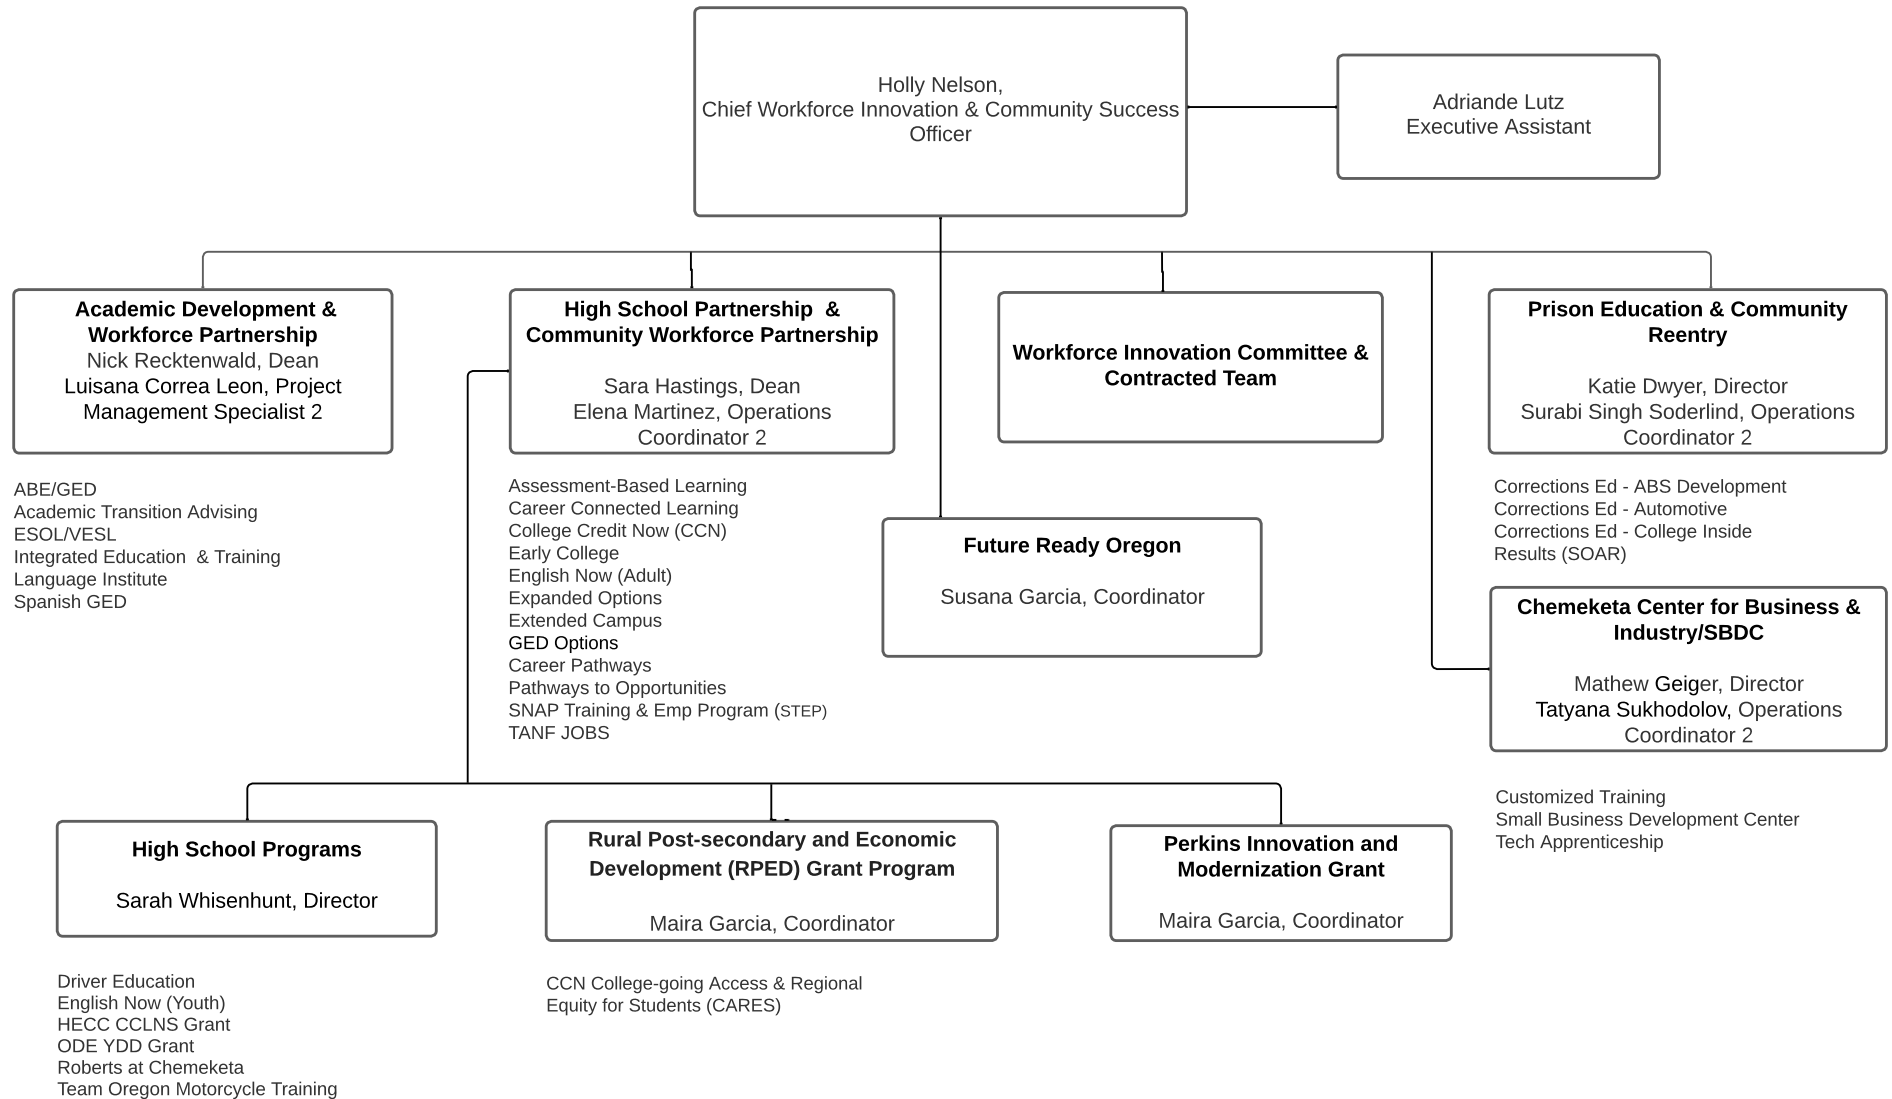 Holly Nelson,
Chief Workforce Innovation & Community Success
Officer
Adriande Lutz
Executive Assistant
Academic Development &
Workforce Partnership
Nick Recktenwald, Dean
Luisana Correa Leon, Project
Management Specialist 2
ABE/GED
Academic Transition Advising
ESOL/VESL
Integrated Education  & Training
Language Institute
Spanish GED
High School Partnership  &
Community Workforce Partnership
Sara Hastings, Dean
Elena Martinez, Operations
Coordinator 2
Assessment-Based Learning
Career Connected Learning
College Credit Now (CCN)
Early College
English Now (Adult)
Expanded Options
Extended Campus
GED Options
Career Pathways
Pathways to Opportunities
SNAP Training & Emp Program (STEP)
TANF JOBS
Workforce Innovation Committee &
Contracted Team
Future Ready Oregon
Susana Garcia, Coordinator
Prison Education & Community
Reentry
Katie Dwyer, Director
Surabi Singh Soderlind, Operations
Coordinator 2
Corrections Ed - ABS Development
Corrections Ed - Automotive
Corrections Ed - College Inside
Results (SOAR)
Chemeketa Center for Business &
Industry/SBDC
Mathew Geiger, Director
Tatyana Sukhodolov, Operations
Coordinator 2
Customized Training
Small Business Development Center
Tech Apprenticeship
High School Programs
Sarah Whisenhunt, Director
Driver Education
English Now (Youth)
HECC CCLNS Grant
ODE YDD Grant
Roberts at Chemeketa
Team Oregon Motorcycle Training
Rural Post-secondary and Economic
Development (RPED) Grant Program
Maira Garcia, Coordinator
CCN College-going Access & Regional
Equity for Students (CARES)
Perkins Innovation and
Modernization Grant
Maira Garcia, Coordinator